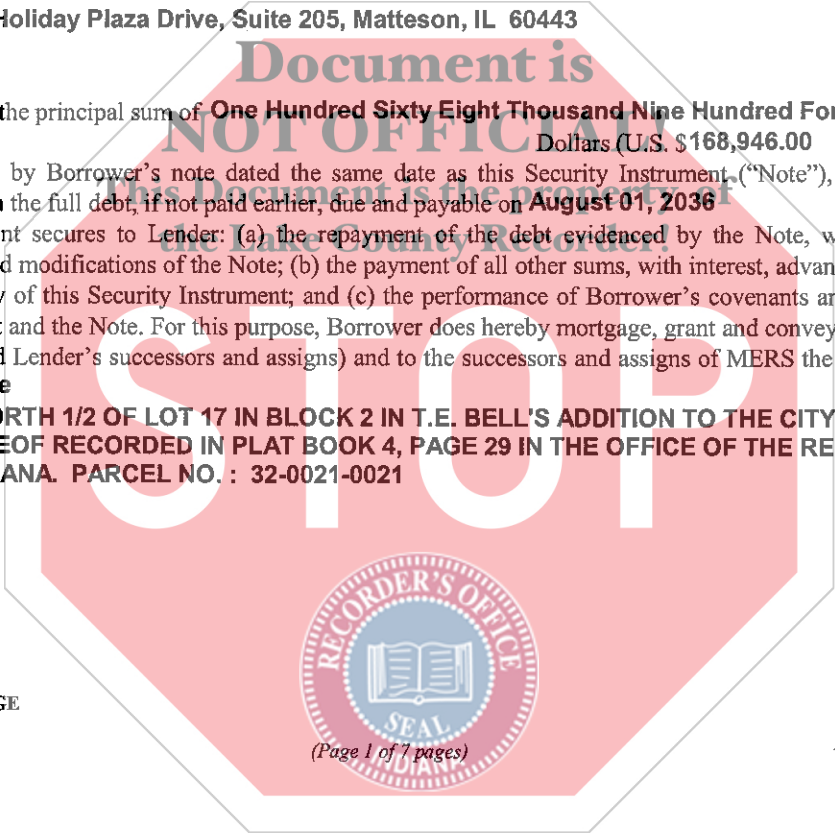 Holiday Plaza Drive, Suite 205, Matteson, IL 60443
Document is
the principal sum of One Hundred Sixty Eight Thousand Nine Hundred For
NOT OFFICIAL!
Dollars (U.S. $168,946.00
by Borrower's note dated the same date as this Security Instrument ("Note"),
This Document is the property of
the full debt, if not paid earlier, due and payable on August 01, 2036
the Lake County Recorder!
nt secures to Lender: (a) the repayment of the debt evidenced by the Note, w
d modifications of the Note; (b) the payment of all other sums, with interest, advan
of this Security Instrument; and (c) the performance of Borrower's covenants an
and the Note. For this purpose, Borrower does hereby mortgage, grant and convey
Lender's successors and assigns) and to the successors and assigns of MERS the
e
RTH 1/2 OF LOT 17 IN BLOCK 2 IN T.E. BELL'S ADDITION TO THE CITY
EOF RECORDED IN PLAT BOOK 4, PAGE 29 IN THE OFFICE OF THE RE
ANA. PARCEL NO. : 32-0021-0021
STOP
RECORDER'S OFFICE
SEAL
INDIANA
GE
(Page 1 of 7 pages)